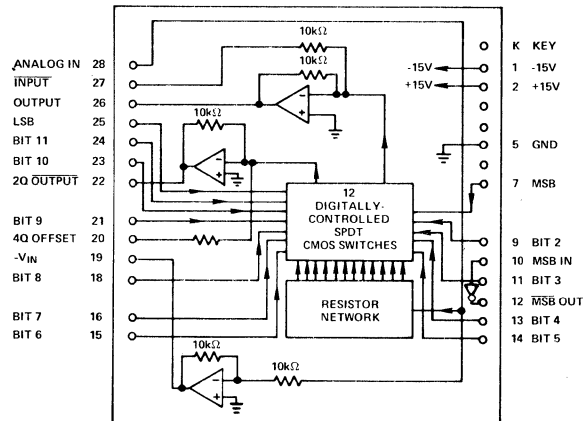 10kΩ
10kΩ
ANALOG IN 28
INPUT 27
OUTPUT 26
LSB 25
BIT 11 24
BIT 10 23
2Q OUTPUT 22
BIT 9 21
4Q OFFSET 20
-VIN 19
BIT 8 18
BIT 7 16
BIT 6 15
10kΩ
12
DIGITALLY-
CONTROLLED
SPDT
CMOS SWITCHES
RESISTOR
NETWORK
10kΩ
10kΩ
-15V
+15V
K KEY
1 -15V
2 +15V
5 GND
7 MSB
9 BIT 2
10 MSB IN
11 BIT 3
12 MSB OUT
13 BIT 4
14 BIT 5